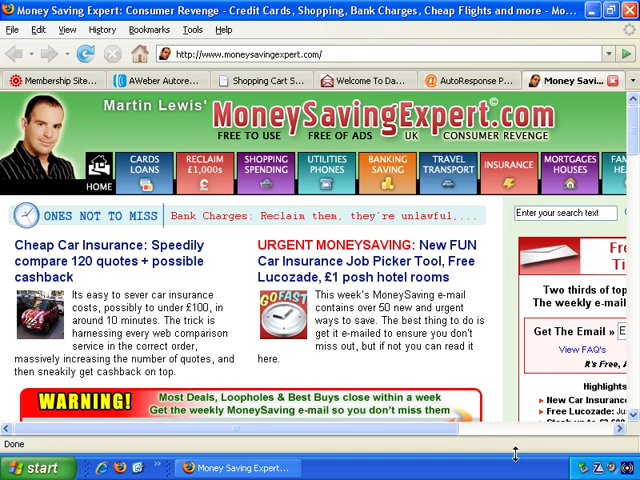 Money Saving Expert: Consumer Revenge - Credit Cards, Shopping, Bank Charges, Cheap Flights and more - Mo...
File Edit View History Bookmarks Tools Help
http://www.moneysavingexpert.com/
Membership Site...
AWeber Autore...
Shopping Cart S...
Welcome To Da...
AutoResponse P...
Money Savi...
Martin Lewis' MoneySavingExpert.com©
FREE TO USE FREE OF ADS UK CONSUMER REVENGE
HOME
CARDS LOANS
RECLAIM £1,000s
SHOPPING SPENDING
UTILITIES PHONES
BANKING SAVING
TRAVEL TRANSPORT
INSURANCE
MORTGAGES HOUSES
ONES NOT TO MISS
Bank Charges: Reclaim them, they're unlawful....
Enter your search text
Cheap Car Insurance: Speedily
compare 120 quotes + possible
cashback
Its easy to sever car insurance
costs, possibly to under £100, in
around 10 minutes. The trick is
harnessing every web comparison
service in the correct order,
massively increasing the number of quotes, and
then sneakily get cashback on top.
URGENT MONEYSAVING: New FUN
Car Insurance Job Picker Tool, Free
Lucozade, £1 posh hotel rooms
GO FAST
This week's MoneySaving e-mail
contains over 50 new and urgent
ways to save. The best thing to do is
get it e-mailed to ensure you don't
miss out, but if not you can read it
here.
WARNING!
Most Deals, Loopholes & Best Buys close within a week
Get the weekly MoneySaving e-mail so you don't miss them
Two thirds of top
The weekly e-mail
Get The Email »
View FAQ's
It's Free,
Highlights
New Car Insurance
Free Lucozade:
Done
start
Money Saving Expert...